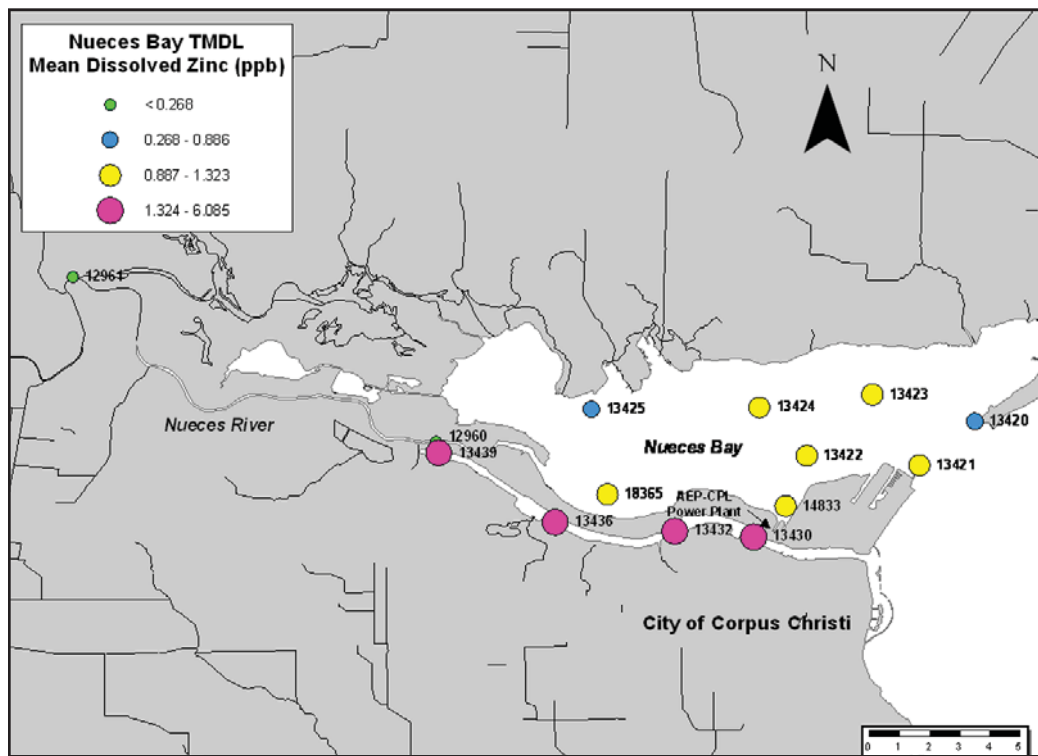 Nueces Bay TMDL
Mean Dissolved Zinc (ppb)
< 0.268
0.268 - 0.886
0.887 - 1.323
1.324 - 6.085
N
12961
13425
13424
13423
13420
Nueces River
12960
13439
Nueces Bay
13422
13421
18365
AEP-CPL
Power Plant
14833
13436
13432
13430
City of Corpus Christi
0 1 2 3 4 5